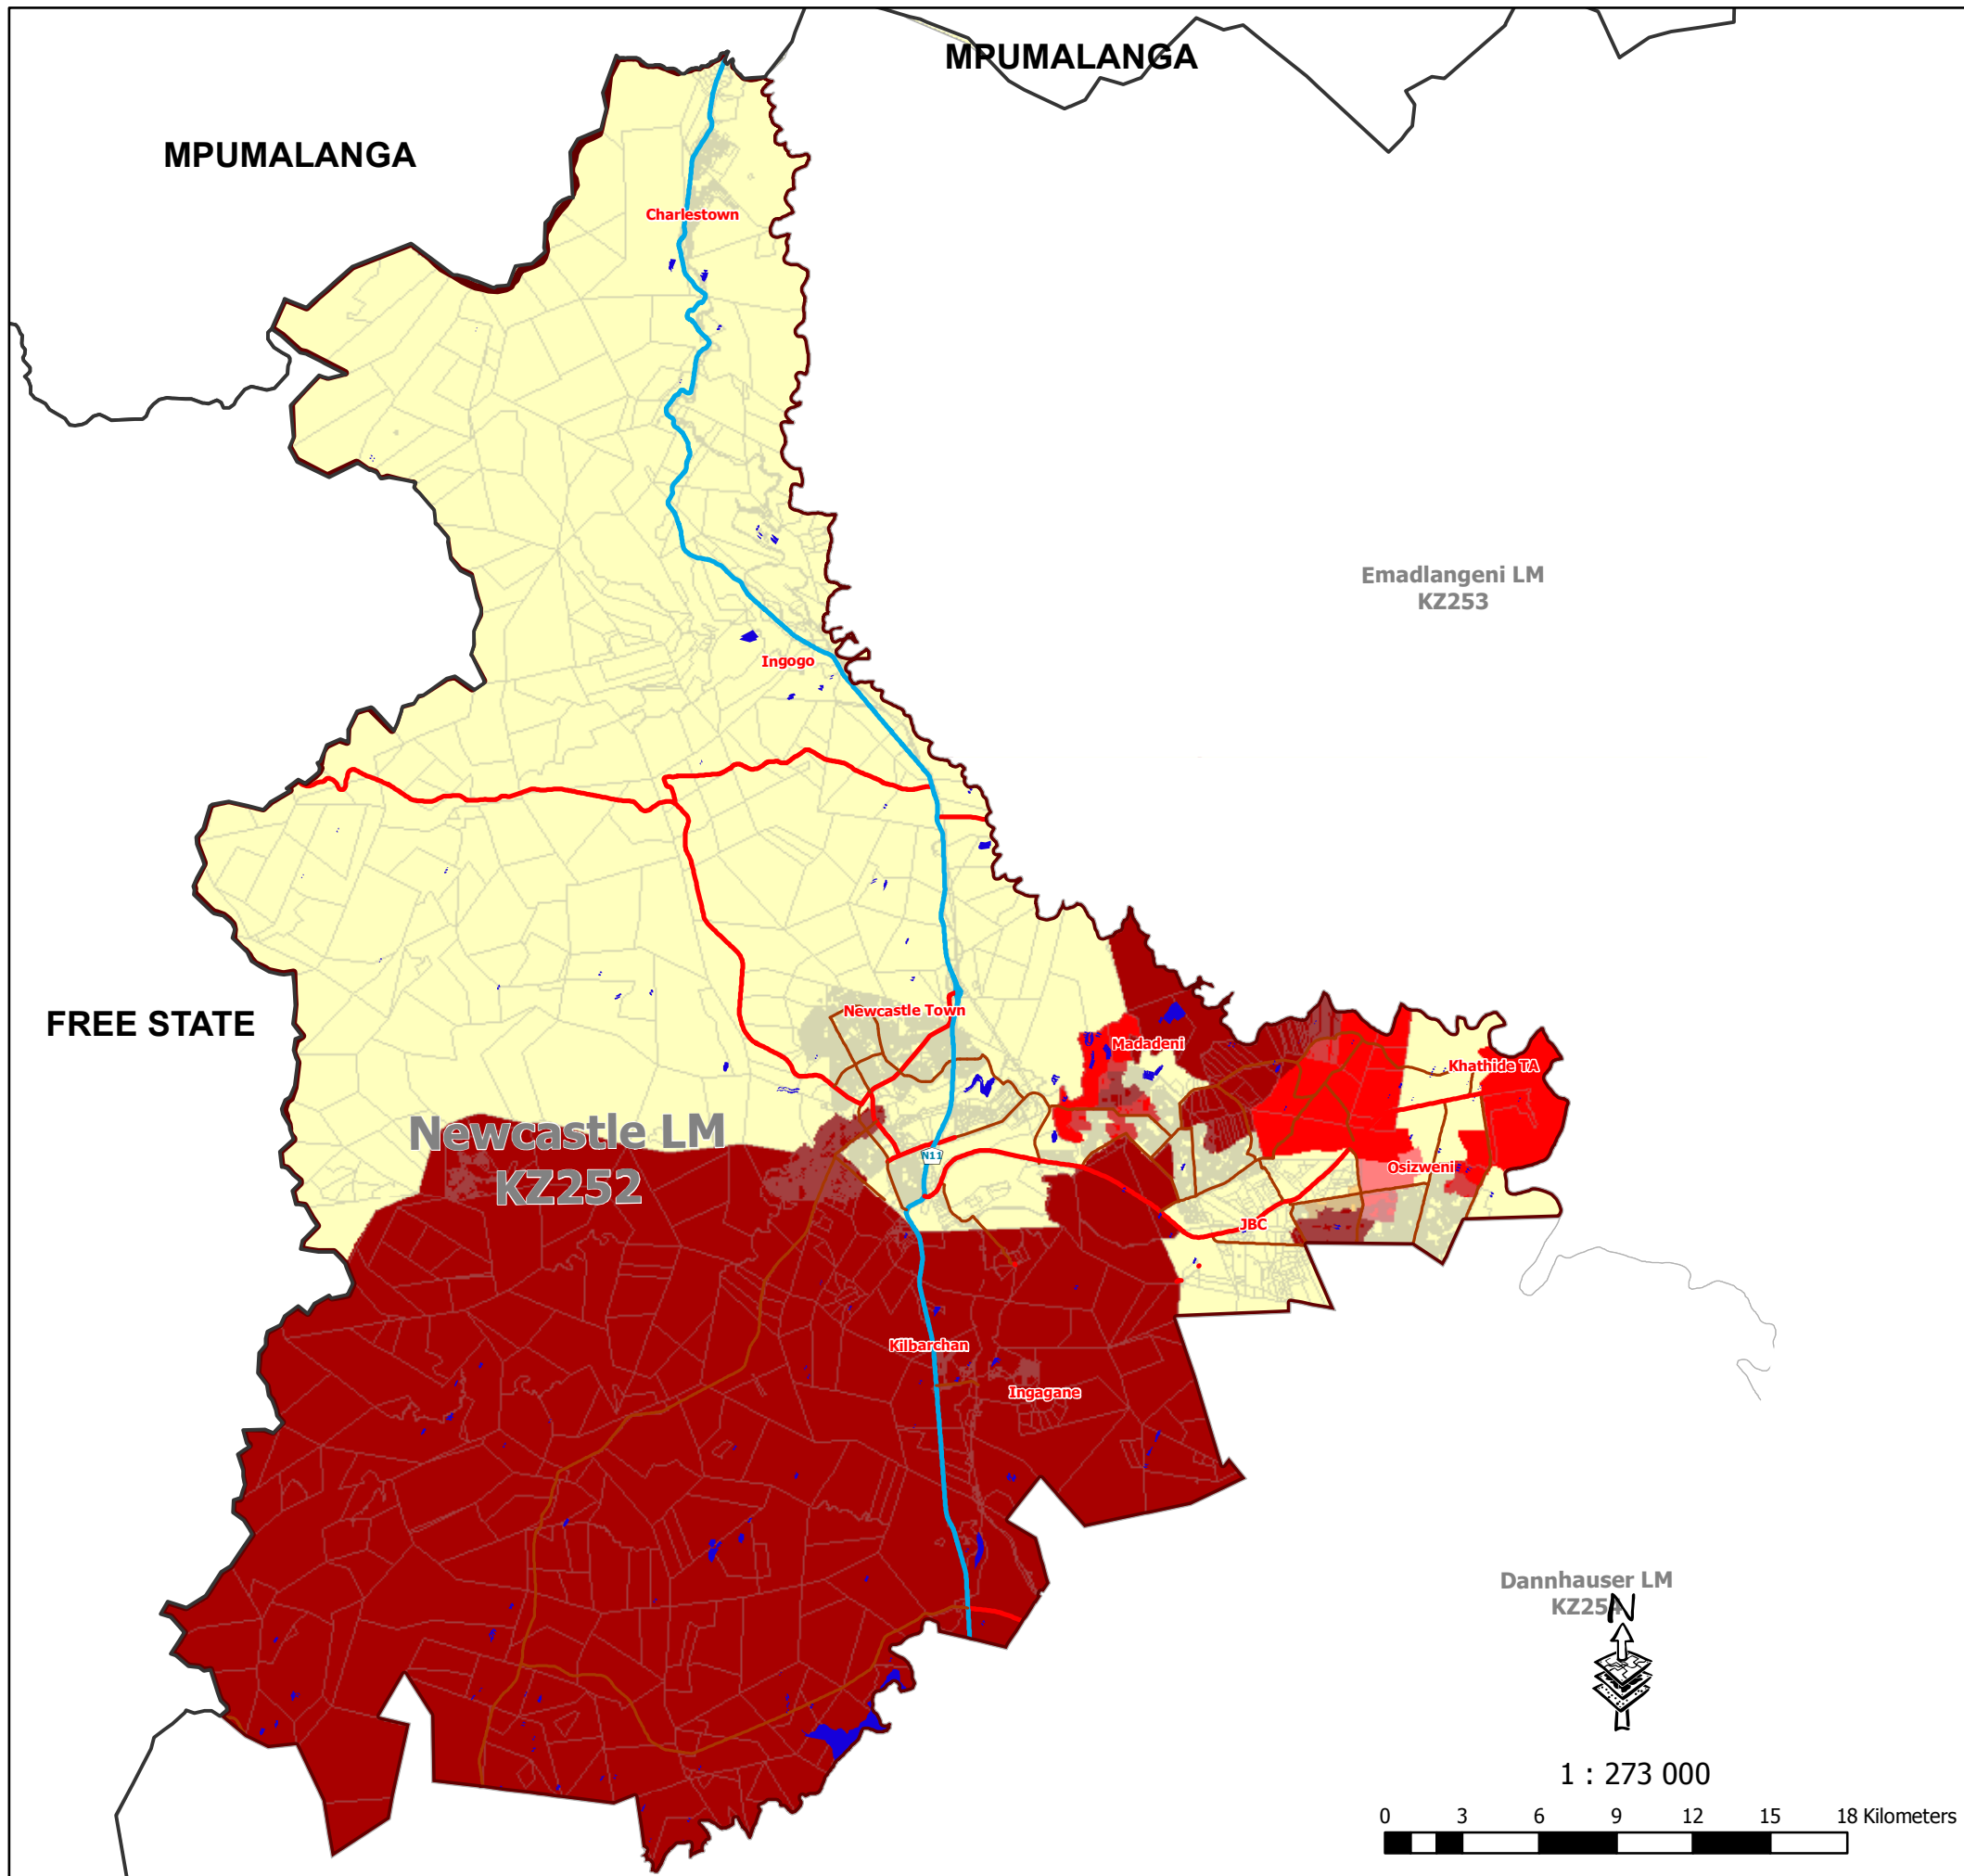 MPUMALANGA
MPUMALANGA
Charlestown
Emadlangeni LM
KZ253
Ingogo
Newcastle Town
FREE STATE
Madadeni
Khathide TA
Newcastle LM
KZ252
N11
Osizweni
JBC
Kilbarchan
Ingagane
Dannhauser LM
KZ254
N
1 : 273 000
0 3 6 9 12 15 18 Kilometers